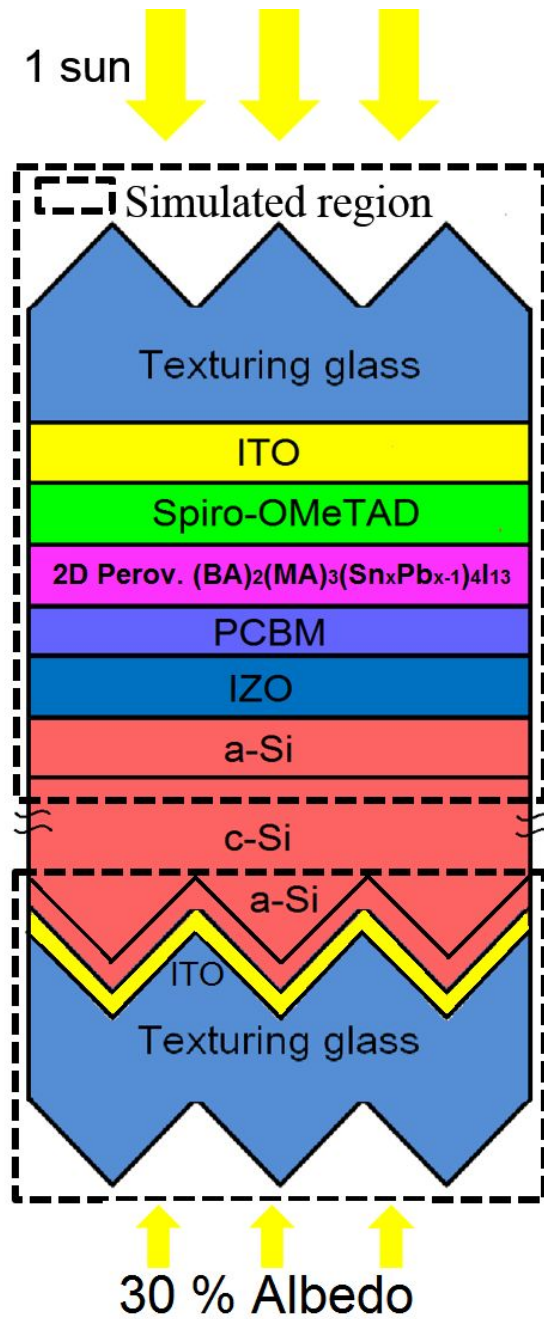 1 sun
Simulated region
Texturing glass
ITO
Spiro-OMeTAD
2D Perov. (BA)₂(MA)₃(SnₓPbₓ₋₁)₄I₁₃
PCBM
IZO
a-Si
c-Si
a-Si
ITO
Texturing glass
30 % Albedo